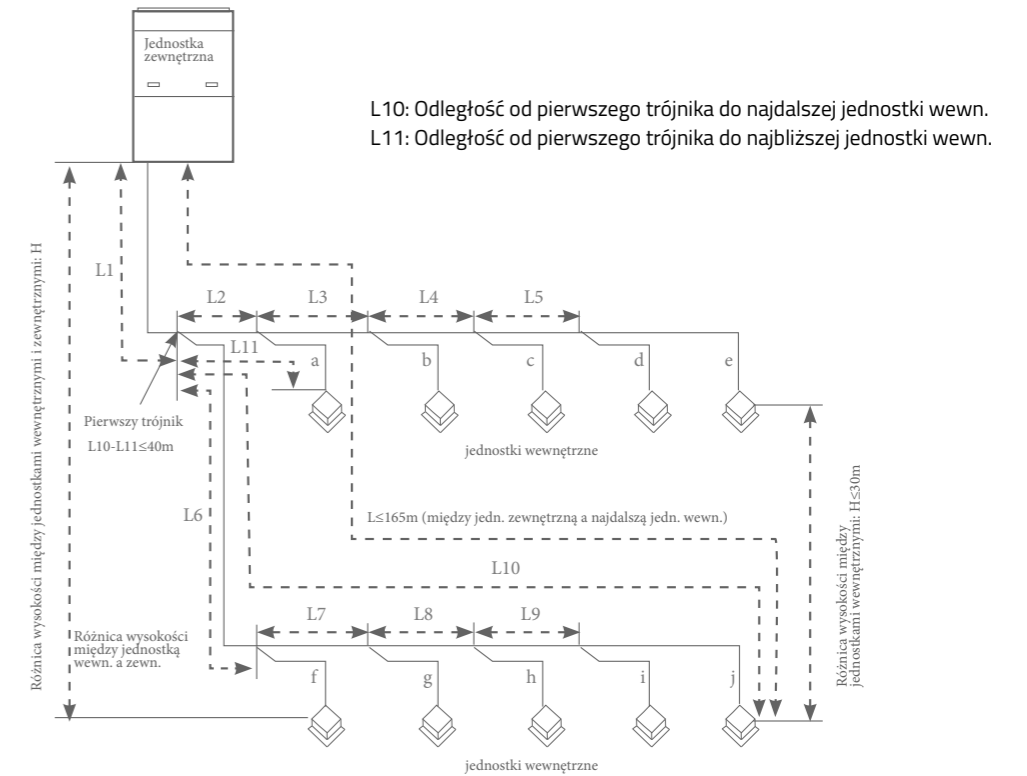 Jednostka
zewnętrzna
L10: Odległość od pierwszego trójnika do najdalszej jednostki wewn.
L11: Odległość od pierwszego trójnika do najbliższej jednostki wewn.
Różnica wysokości między jednostkami wewnętrznymi i zewnętrznymi: H
L1
L2
L3
L4
L5
L11
a
b
c
d
e
Pierwszy trójnik
L10-L11≤40m
jednostki wewnętrzne
L6
L≤165m (między jedn. zewnętrzną a najdalszą jedn. wewn.)
L10
Różnica wysokości między
jednostkami wewnętrznymi: H≤30m
Różnica wysokości
między jednostką
wewn. a zewn.
L7
L8
L9
f
g
h
i
j
jednostki wewnętrzne